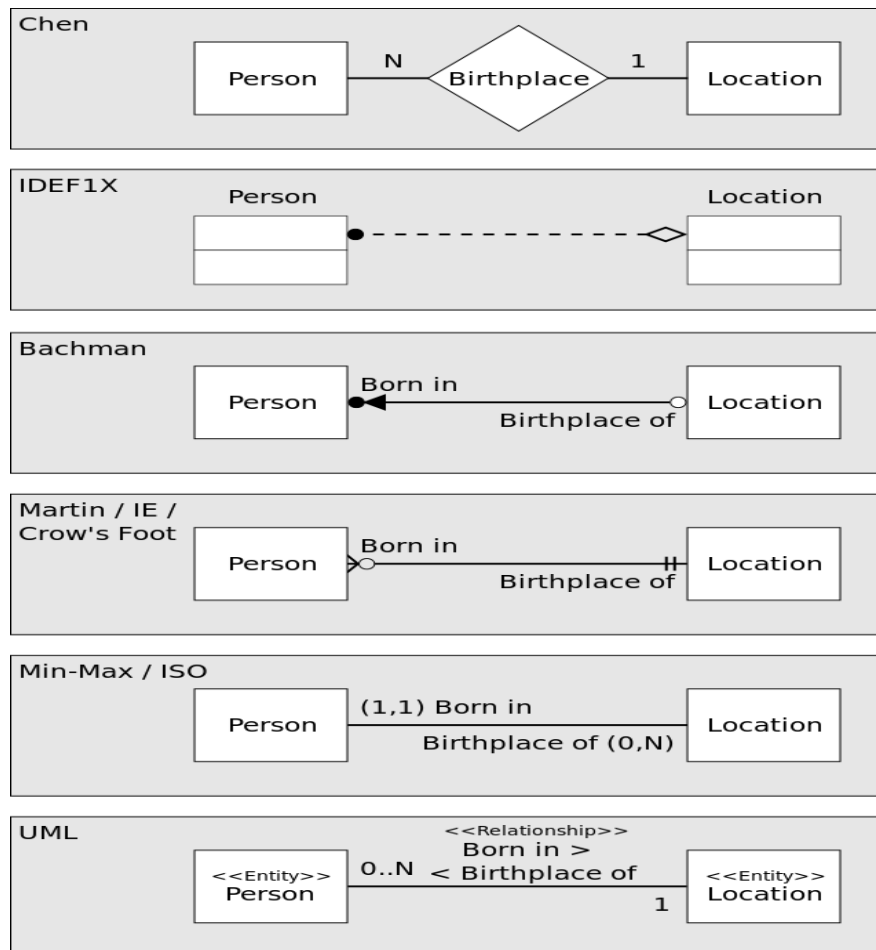 Chen
Person
N
Birthplace
1
Location
IDEF1X
Person
Location
Bachman
Person
Born in
Birthplace of
Location
Martin / IE /
Crow's Foot
Person
Born in
Birthplace of
Location
Min-Max / ISO
Person
(1,1) Born in
Birthplace of (0,N)
Location
UML
<<Entity>>
Person
0..N
<<Relationship>>
Born in >
< Birthplace of
1
<<Entity>>
Location